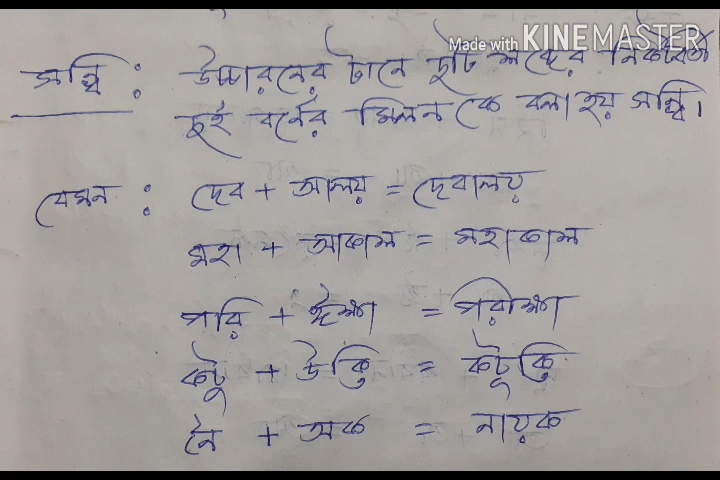 Made with KINEMASTER
সন্ধি : উচ্চারনের টানে দুটি শব্দের নিকটবর্তী
দুই বর্নের মিলন কে বলা হয় সন্ধি।
যেমন : দেব + আলয় = দেবালয়
মহা + আকাল = মহাকাল
পরি + ঈক্ষা = পরীক্ষা
কটু + উক্তি = কটূক্তি
নৈ + অক = নায়ক